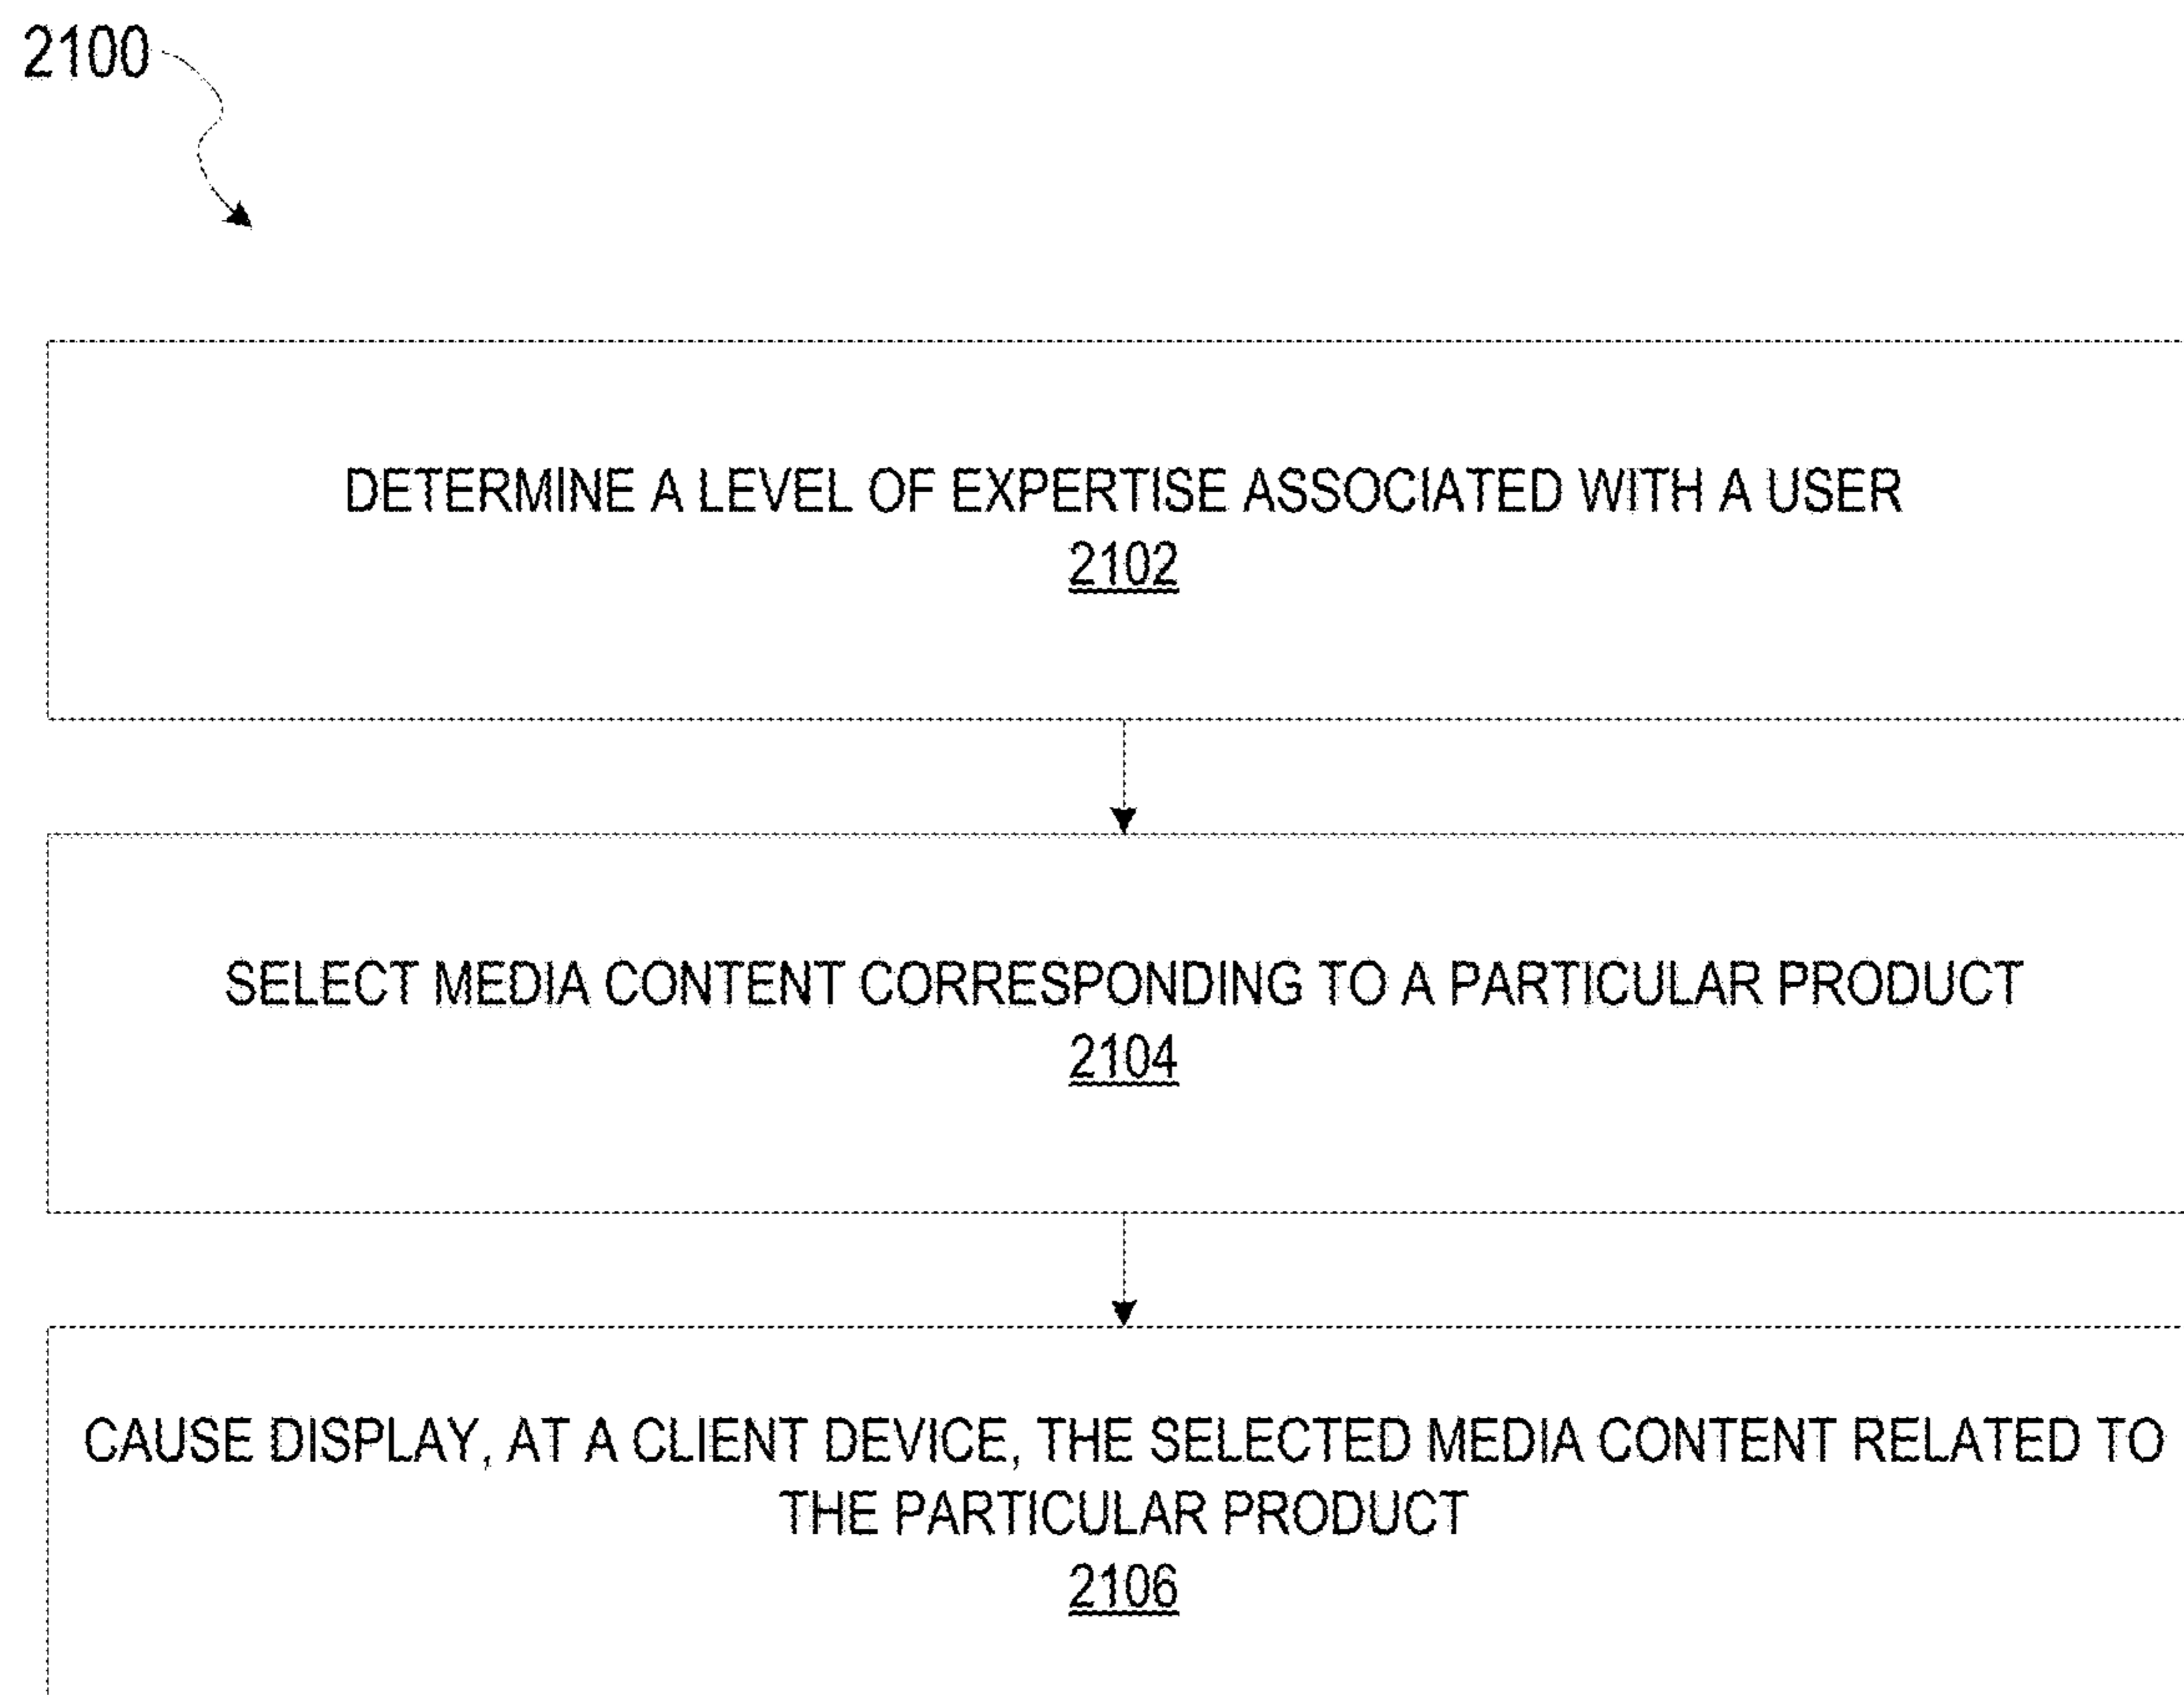 2100
DETERMINE A LEVEL OF EXPERTISE ASSOCIATED WITH A USER
2102
SELECT MEDIA CONTENT CORRESPONDING TO A PARTICULAR PRODUCT
2104
CAUSE DISPLAY, AT A CLIENT DEVICE, THE SELECTED MEDIA CONTENT RELATED TO
THE PARTICULAR PRODUCT
2106